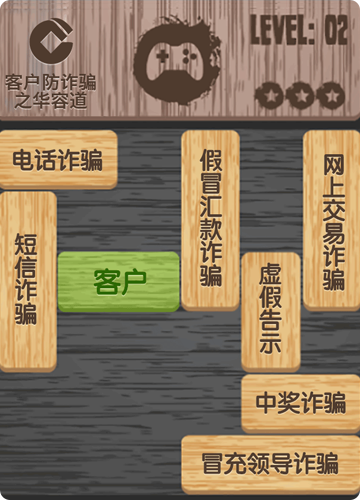 LEVEL: 02
客户防诈骗
之华容道
电话诈骗
假冒汇款诈骗
网上交易诈骗
短信诈骗
客户
虚假告示
中奖诈骗
冒充领导诈骗